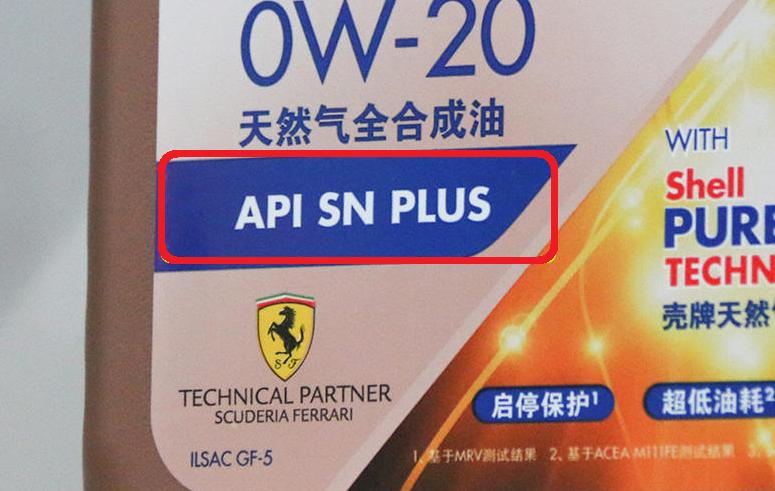 0W-20
天然气全合成油
API SN PLUS
S F
TECHNICAL PARTNER
SCUDERIA FERRARI
ILSAC GF-5
WITH
Shell
PURE
TECHN
壳牌天然
启停保护¹
超低油耗²
1、基于MRV测试结果 2、基于ACEA M111FE测试结果 3、